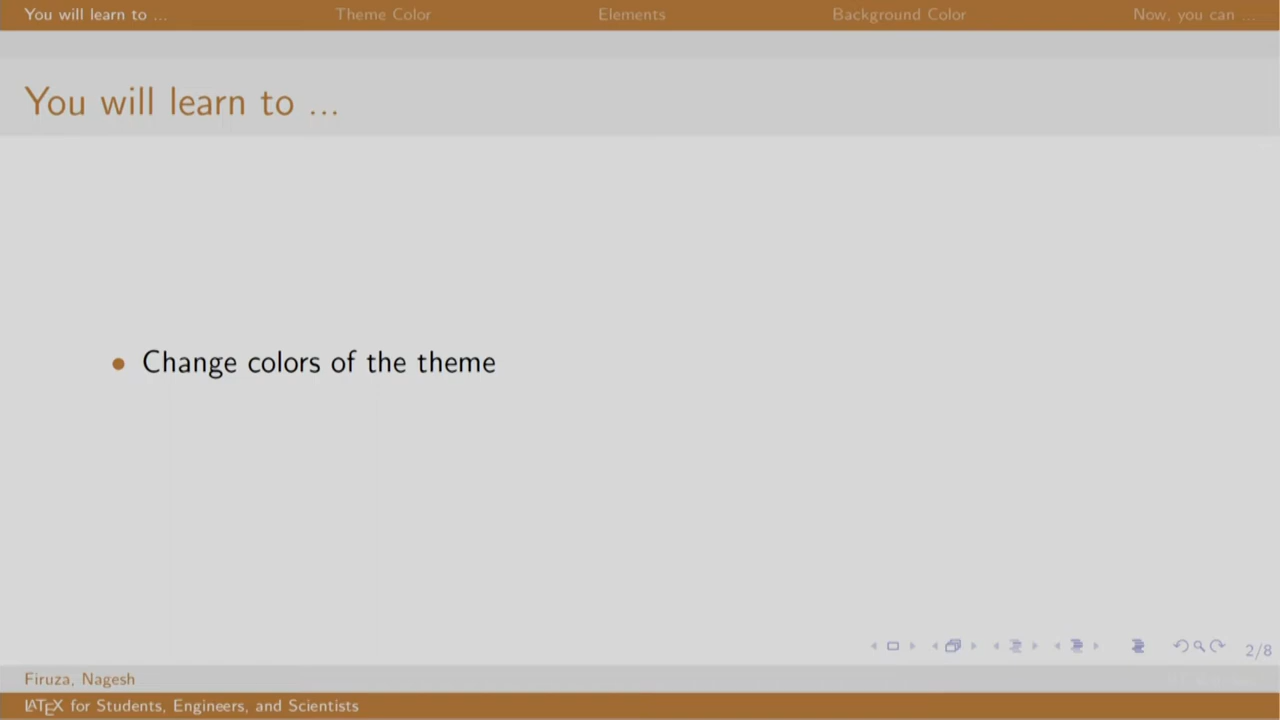 You will learn to ... Theme Color Elements Background Color Now, you can ...
You will learn to ...
• Change colors of the theme
2/8
Firuza, Nagesh
LATEX for Students, Engineers, and Scientists